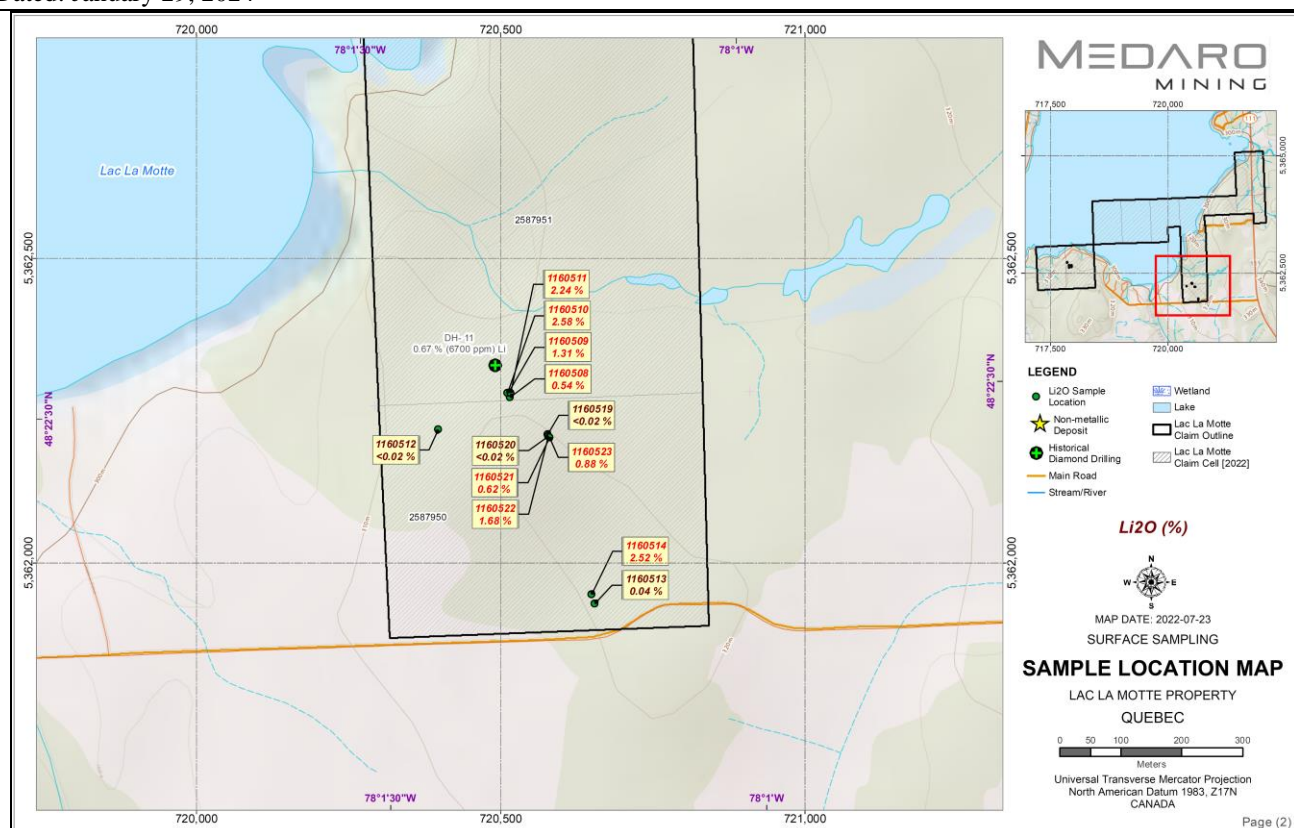 Dated: January 29, 2024
720,000
720,500
721,000
78°1'30"W
78°1'W
MEDARO
MINING
717,500
720,000
111
5,365,000
5,362,500
717,500
720,000
Lac La Motte
2587951
120m
5,362,500
5,362,500
1160511
2.24 %
1160510
2.58 %
DH-_11
0.67 % (6700 ppm) Li
1160509
1.31 %
1160508
0.54 %
48°22'30"N
48°22'30"N
1160519
<0.02 %
1160512
<0.02 %
1160520
<0.02 %
1160523
0.88 %
1160521
0.62 %
1160522
1.68 %
2587950
1160514
2.52 %
1160513
0.04 %
5,362,000
5,362,000
120m
78°1'30"W
78°1'W
720,000
720,500
721,000
LEGEND
Li2O Sample
Location
Non-metallic
Deposit
Historical
Diamond Drilling
Main Road
Stream/River
Wetland
Lake
Lac La Motte
Claim Outline
Lac La Motte
Claim Cell [2022]
Li2O (%)
N
W
E
S
MAP DATE: 2022-07-23
SURFACE SAMPLING
SAMPLE LOCATION MAP
LAC LA MOTTE PROPERTY
QUEBEC
0 50 100 200 300
Meters
Universal Transverse Mercator Projection
North American Datum 1983, Z17N
CANADA
Page (2)